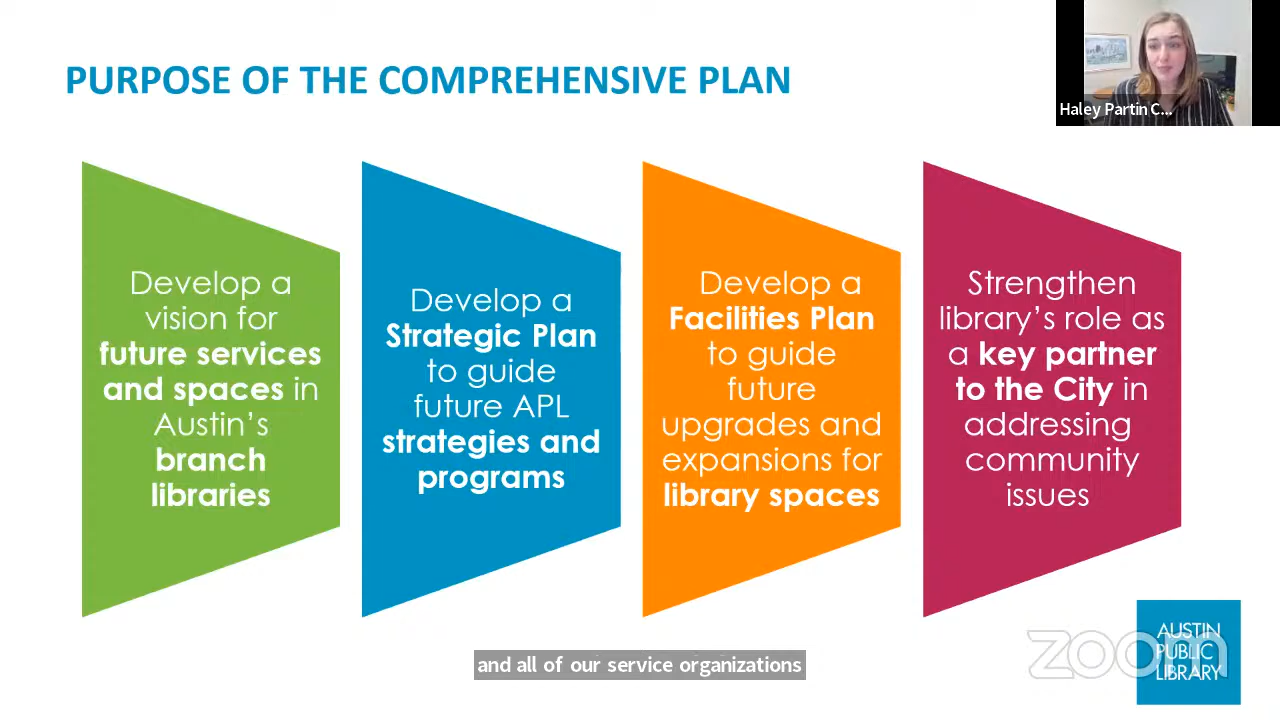 PURPOSE OF THE COMPREHENSIVE PLAN
Haley Partin C...
Develop a
vision for
future services
and spaces in
Austin’s
branch
libraries
Develop a
Strategic Plan
to guide
future APL
strategies and
programs
Develop a
Facilities Plan
to guide
future
upgrades and
expansions for
library spaces
Strengthen
library’s role as
a key partner
to the City in
addressing
community
issues
and all of our service organizations
zoom
AUSTIN
PUBLIC
LIBRARY